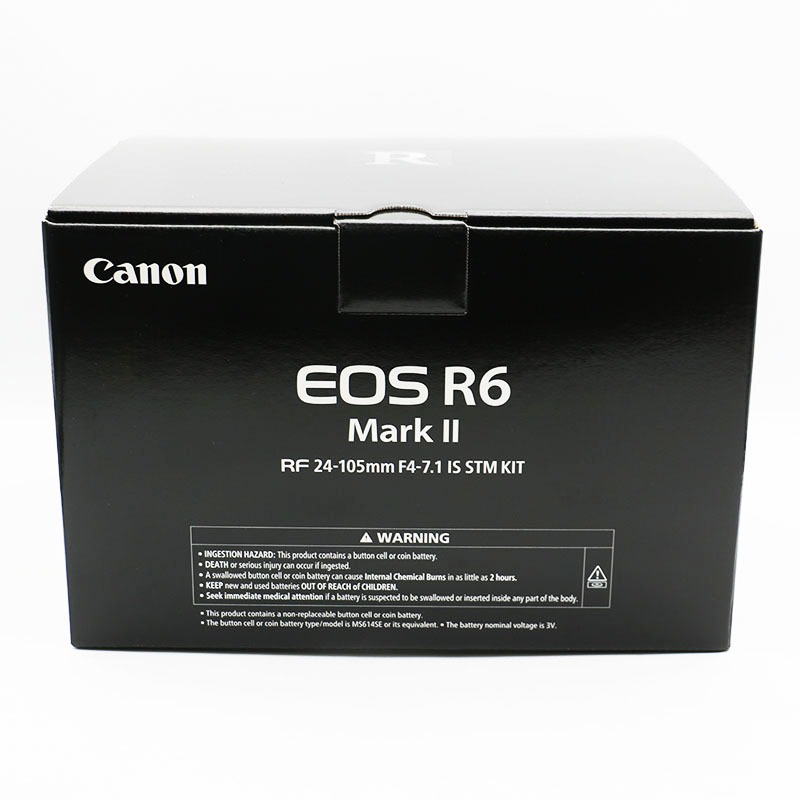 R
Canon
EOS R6
Mark II
RF 24-105mm F4-7.1 IS STM KIT
⚠ WARNING
• INGESTION HAZARD: This product contains a button cell or coin battery.
• DEATH or serious injury can occur if ingested.
• A swallowed button cell or coin battery can cause Internal Chemical Burns in as little as 2 hours.
• KEEP new and used batteries OUT OF REACH of CHILDREN.
• Seek immediate medical attention if a battery is suspected to be swallowed or inserted inside any part of the body.
• This product contains a non-replaceable button cell or coin battery.
• The button cell or coin battery type/model is MS614SE or its equivalent. • The battery nominal voltage is 3V.